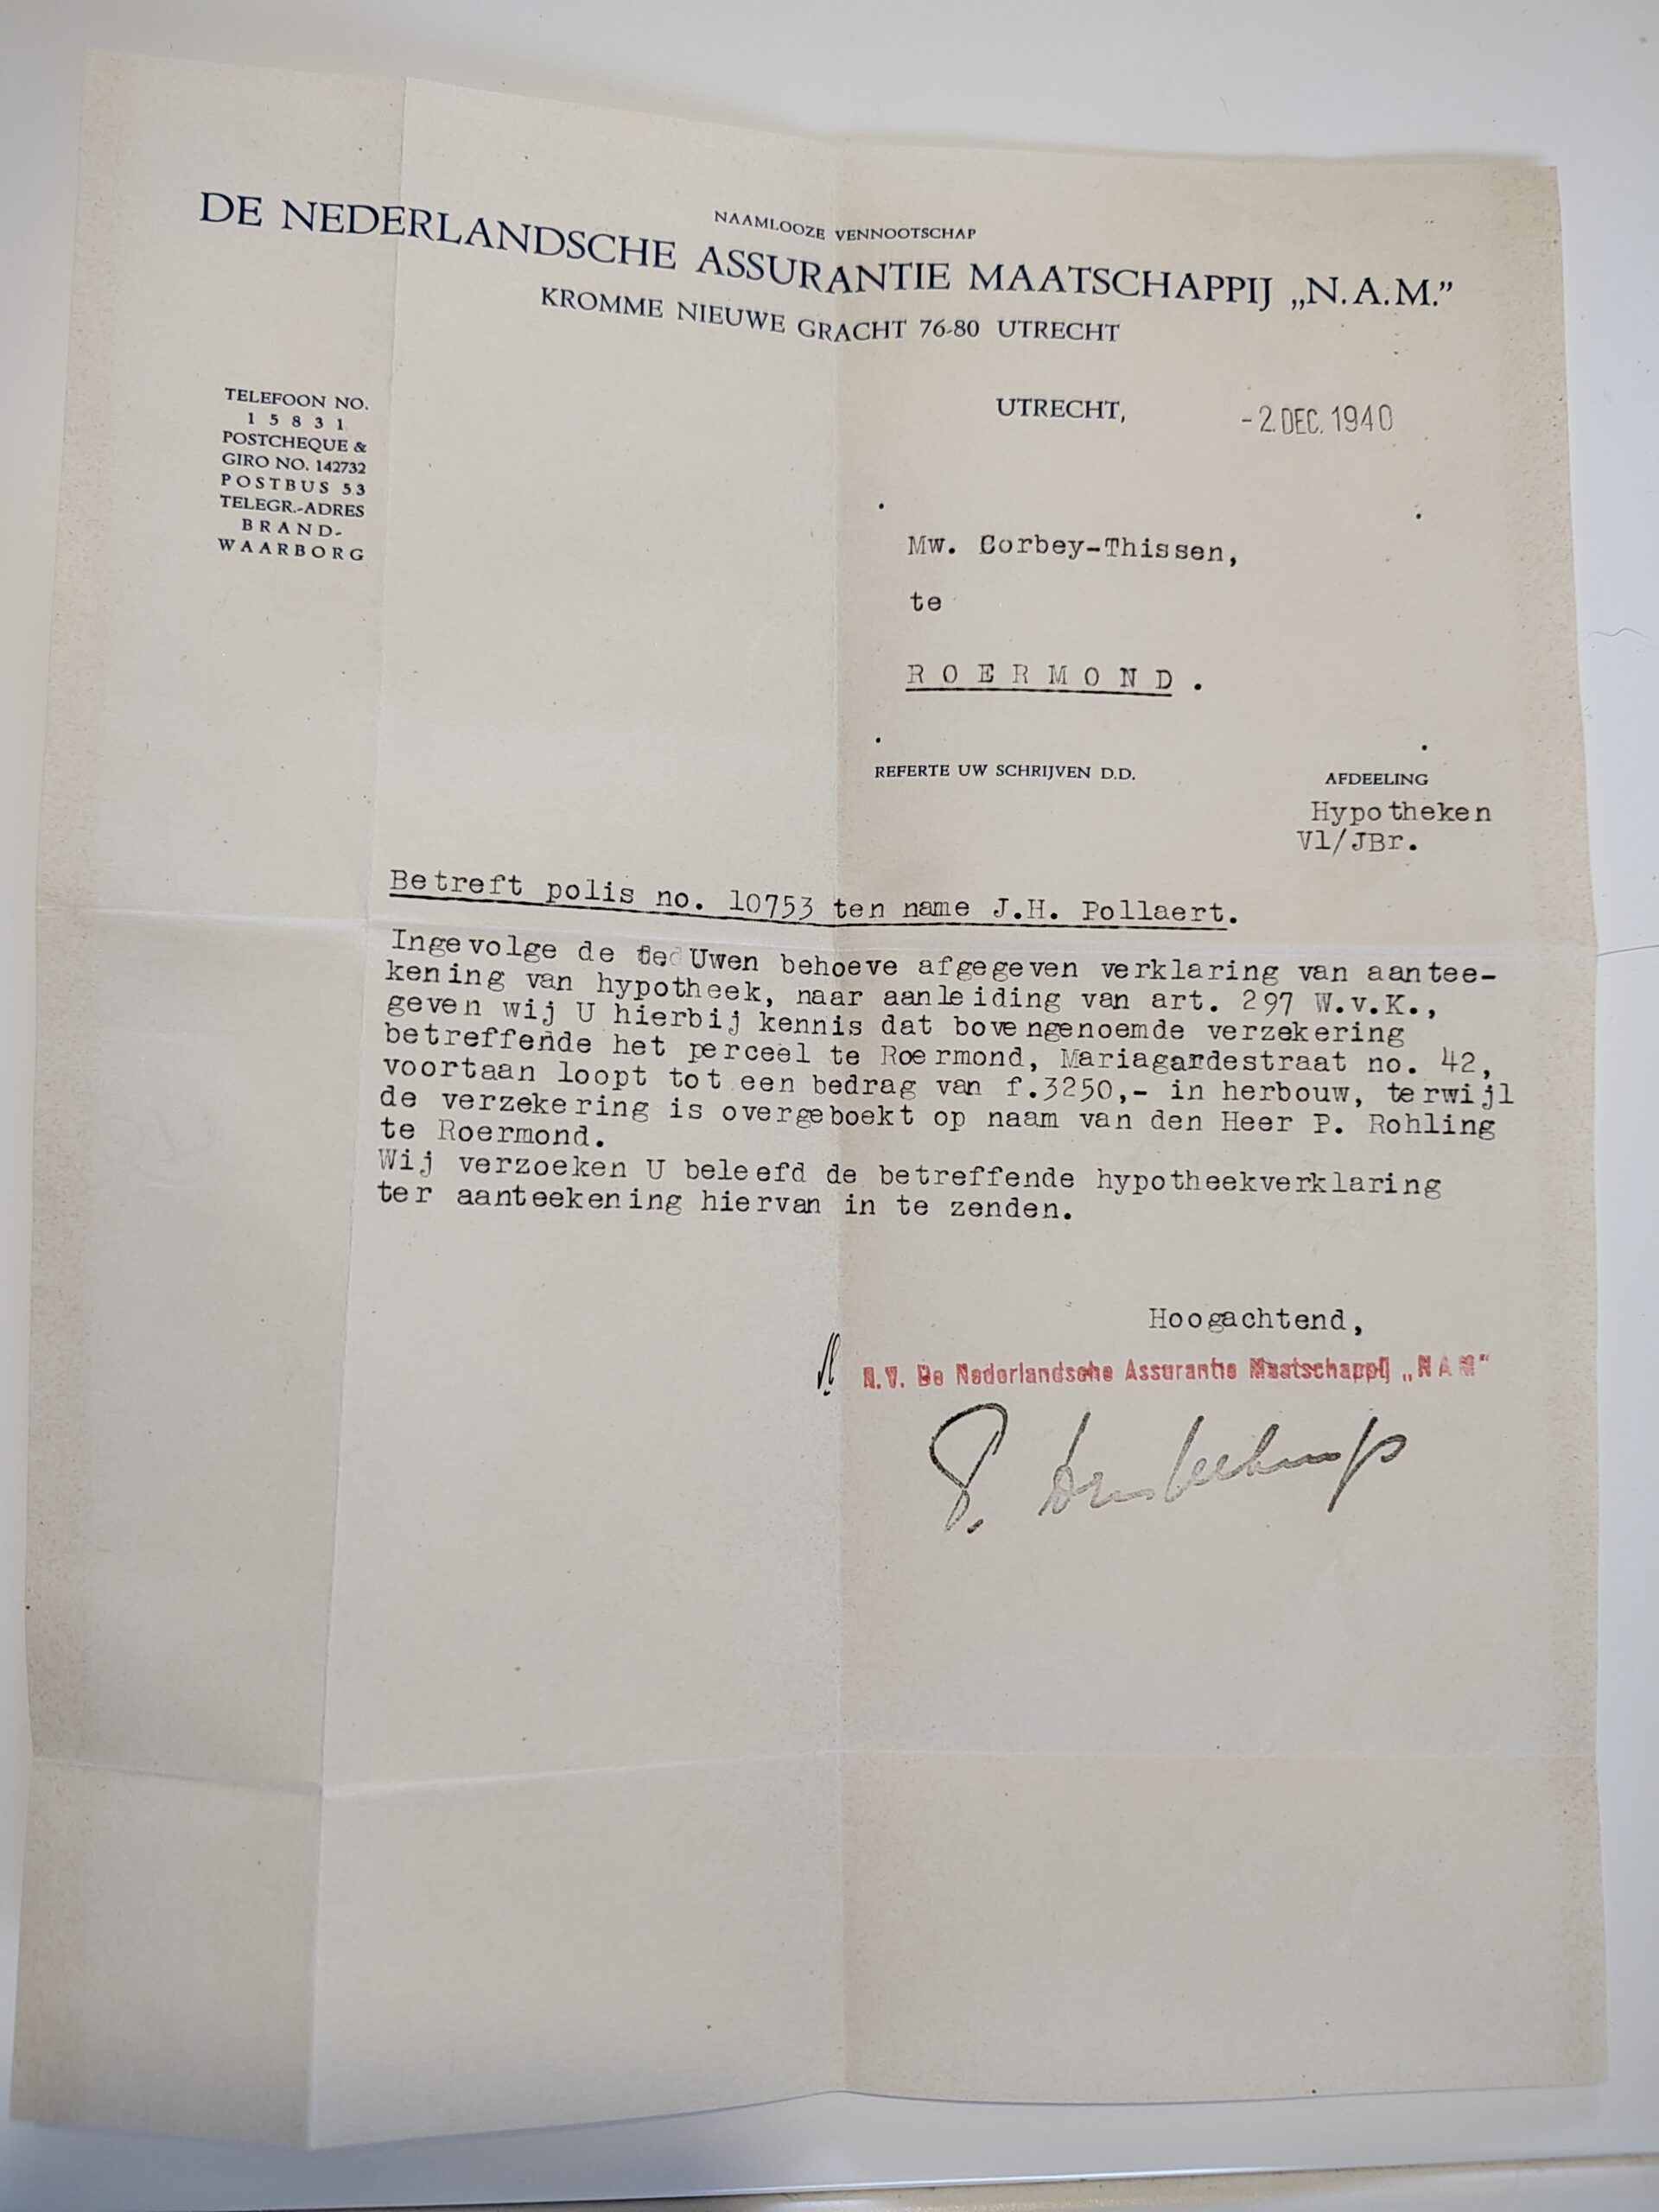 NAAMLOOZE VENNOOTSCHAP
DE NEDERLANDSCHE ASSURANTIE MAATSCHAPPIJ „N.A.M.”
KROMME NIEUWE GRACHT 76-80 UTRECHT
TELEFOON NO.
1 5 8 3 1
POSTCHEQUE &
GIRO NO. 142732
POSTBUS 53
TELEGR.-ADRES
BRAND-
WAARBORG
UTRECHT, -2.DEC.1940
Mw. Corbey-Thissen,
te
ROERMOND.
REFERTE UW SCHRIJVEN D.D.
AFDEELING
Hypotheken
Vl/JBr.
Betreft polis no. 10753 ten name J.H. Pollaert.
Ingevolge de Uwen behoeve afgegeven verklaring van aantee-
kening van hypotheek, naar aanleiding van art. 297 W.v.K.,
geven wij U hierbij kennis dat bovengenoemde verzekering
betreffende het perceel te Roermond, Mariagardestraat no. 42,
voortaan loopt tot een bedrag van f.3250,- in herbouw, terwijl
de verzekering is overgeboekt op naam van den Heer P. Rohling
te Roermond.
Wij verzoeken U beleefd de betreffende hypotheekverklaring
ter aanteekening hiervan in te zenden.
Hoogachtend,
N.V. De Nederlandsche Assurantie Maatschappij „NAM“